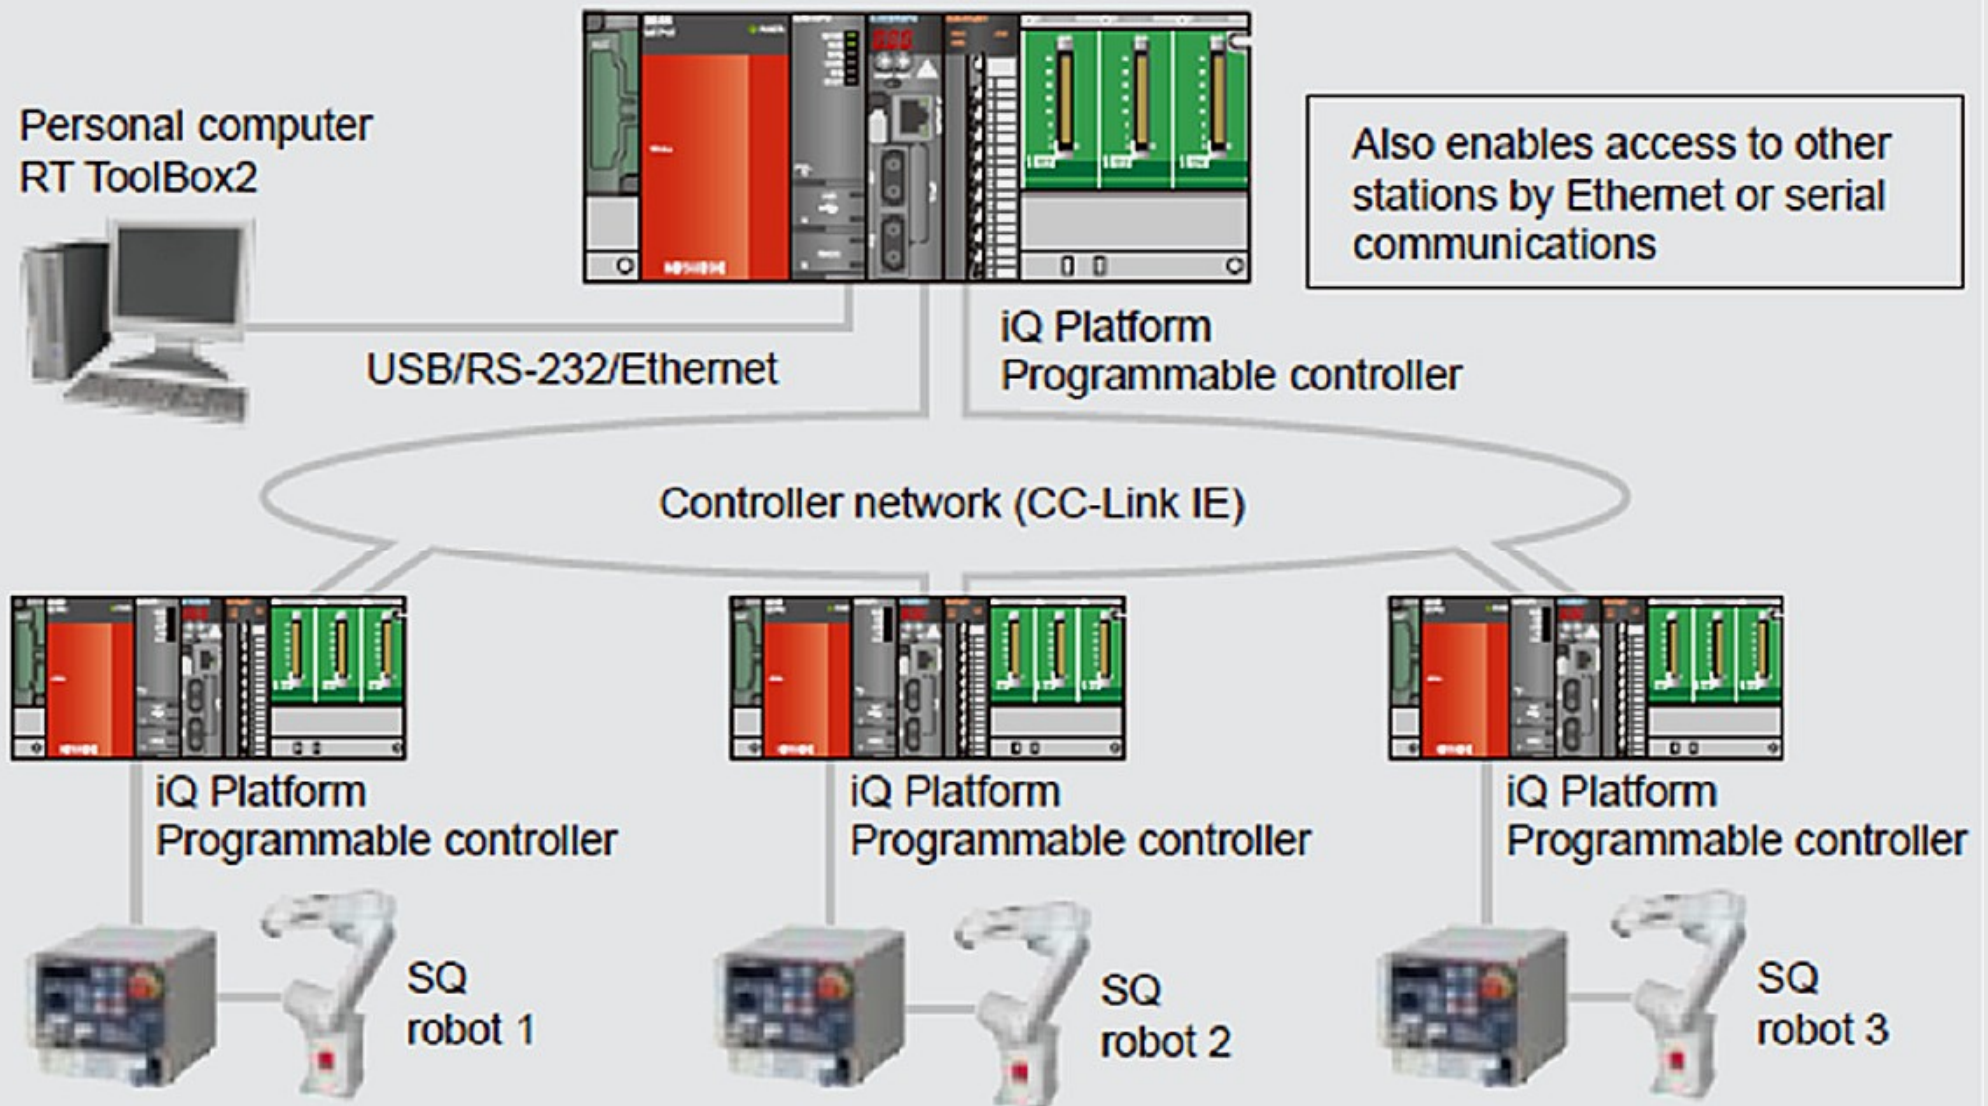 Personal computer
RT ToolBox2
Also enables access to other
stations by Ethernet or serial
communications
USB/RS-232/Ethernet
iQ Platform
Programmable controller
Controller network (CC-Link IE)
iQ Platform
Programmable controller
iQ Platform
Programmable controller
iQ Platform
Programmable controller
SQ
robot 1
SQ
robot 2
SQ
robot 3